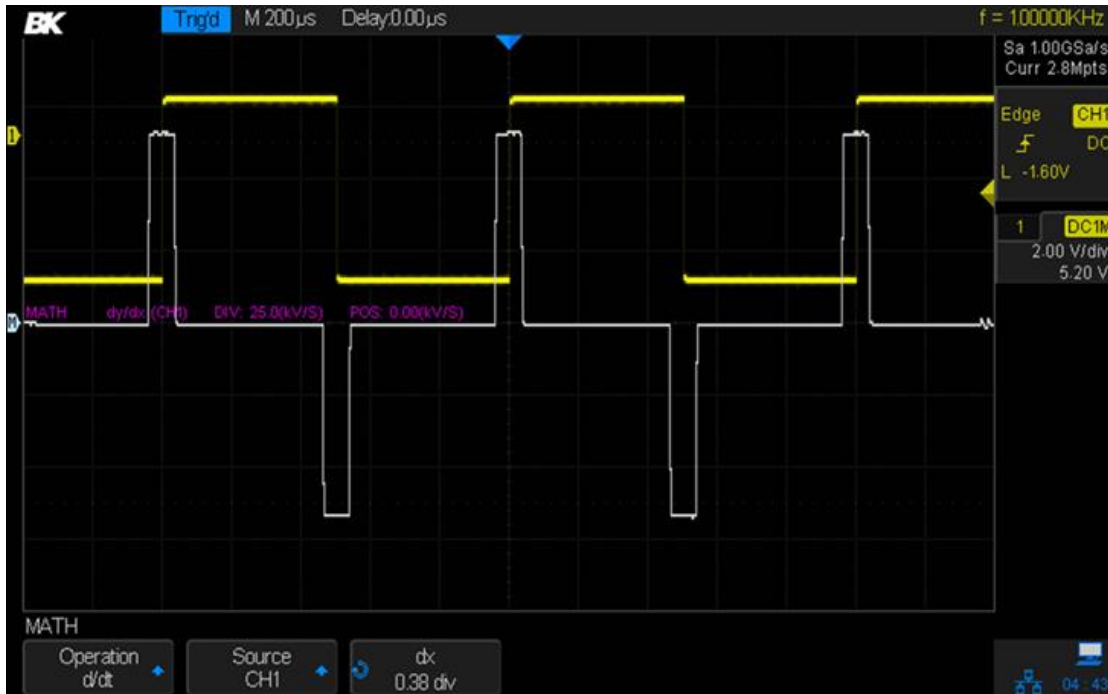 BK Trig'd M 200µs Delay:0.00µs f = 1.00000KHz
Sa 1.00GSa/s
Curr 2.8Mpts
Edge CH1
DC
L -1.60V
1 DC1M
2.00 V/div
5.20 V
1
MATH dy/dx (CH1) DIV: 25.0(kV/S) POS: 0.00(kV/S)
M
MATH
Operation
d/dt
Source
CH1
dx
0.38 div
04:43